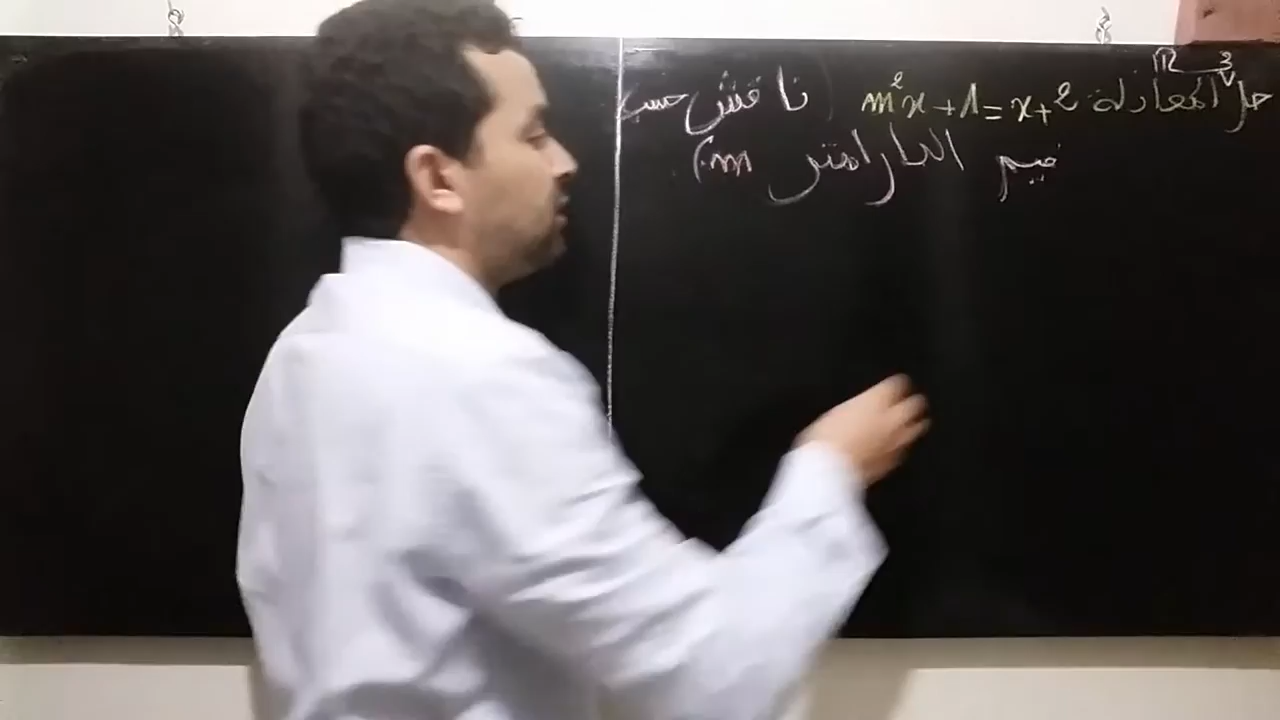 حل في ℝ المعادلة m²x + 1 = x + 2 (ناقش حسب
قيم البارامتر m)